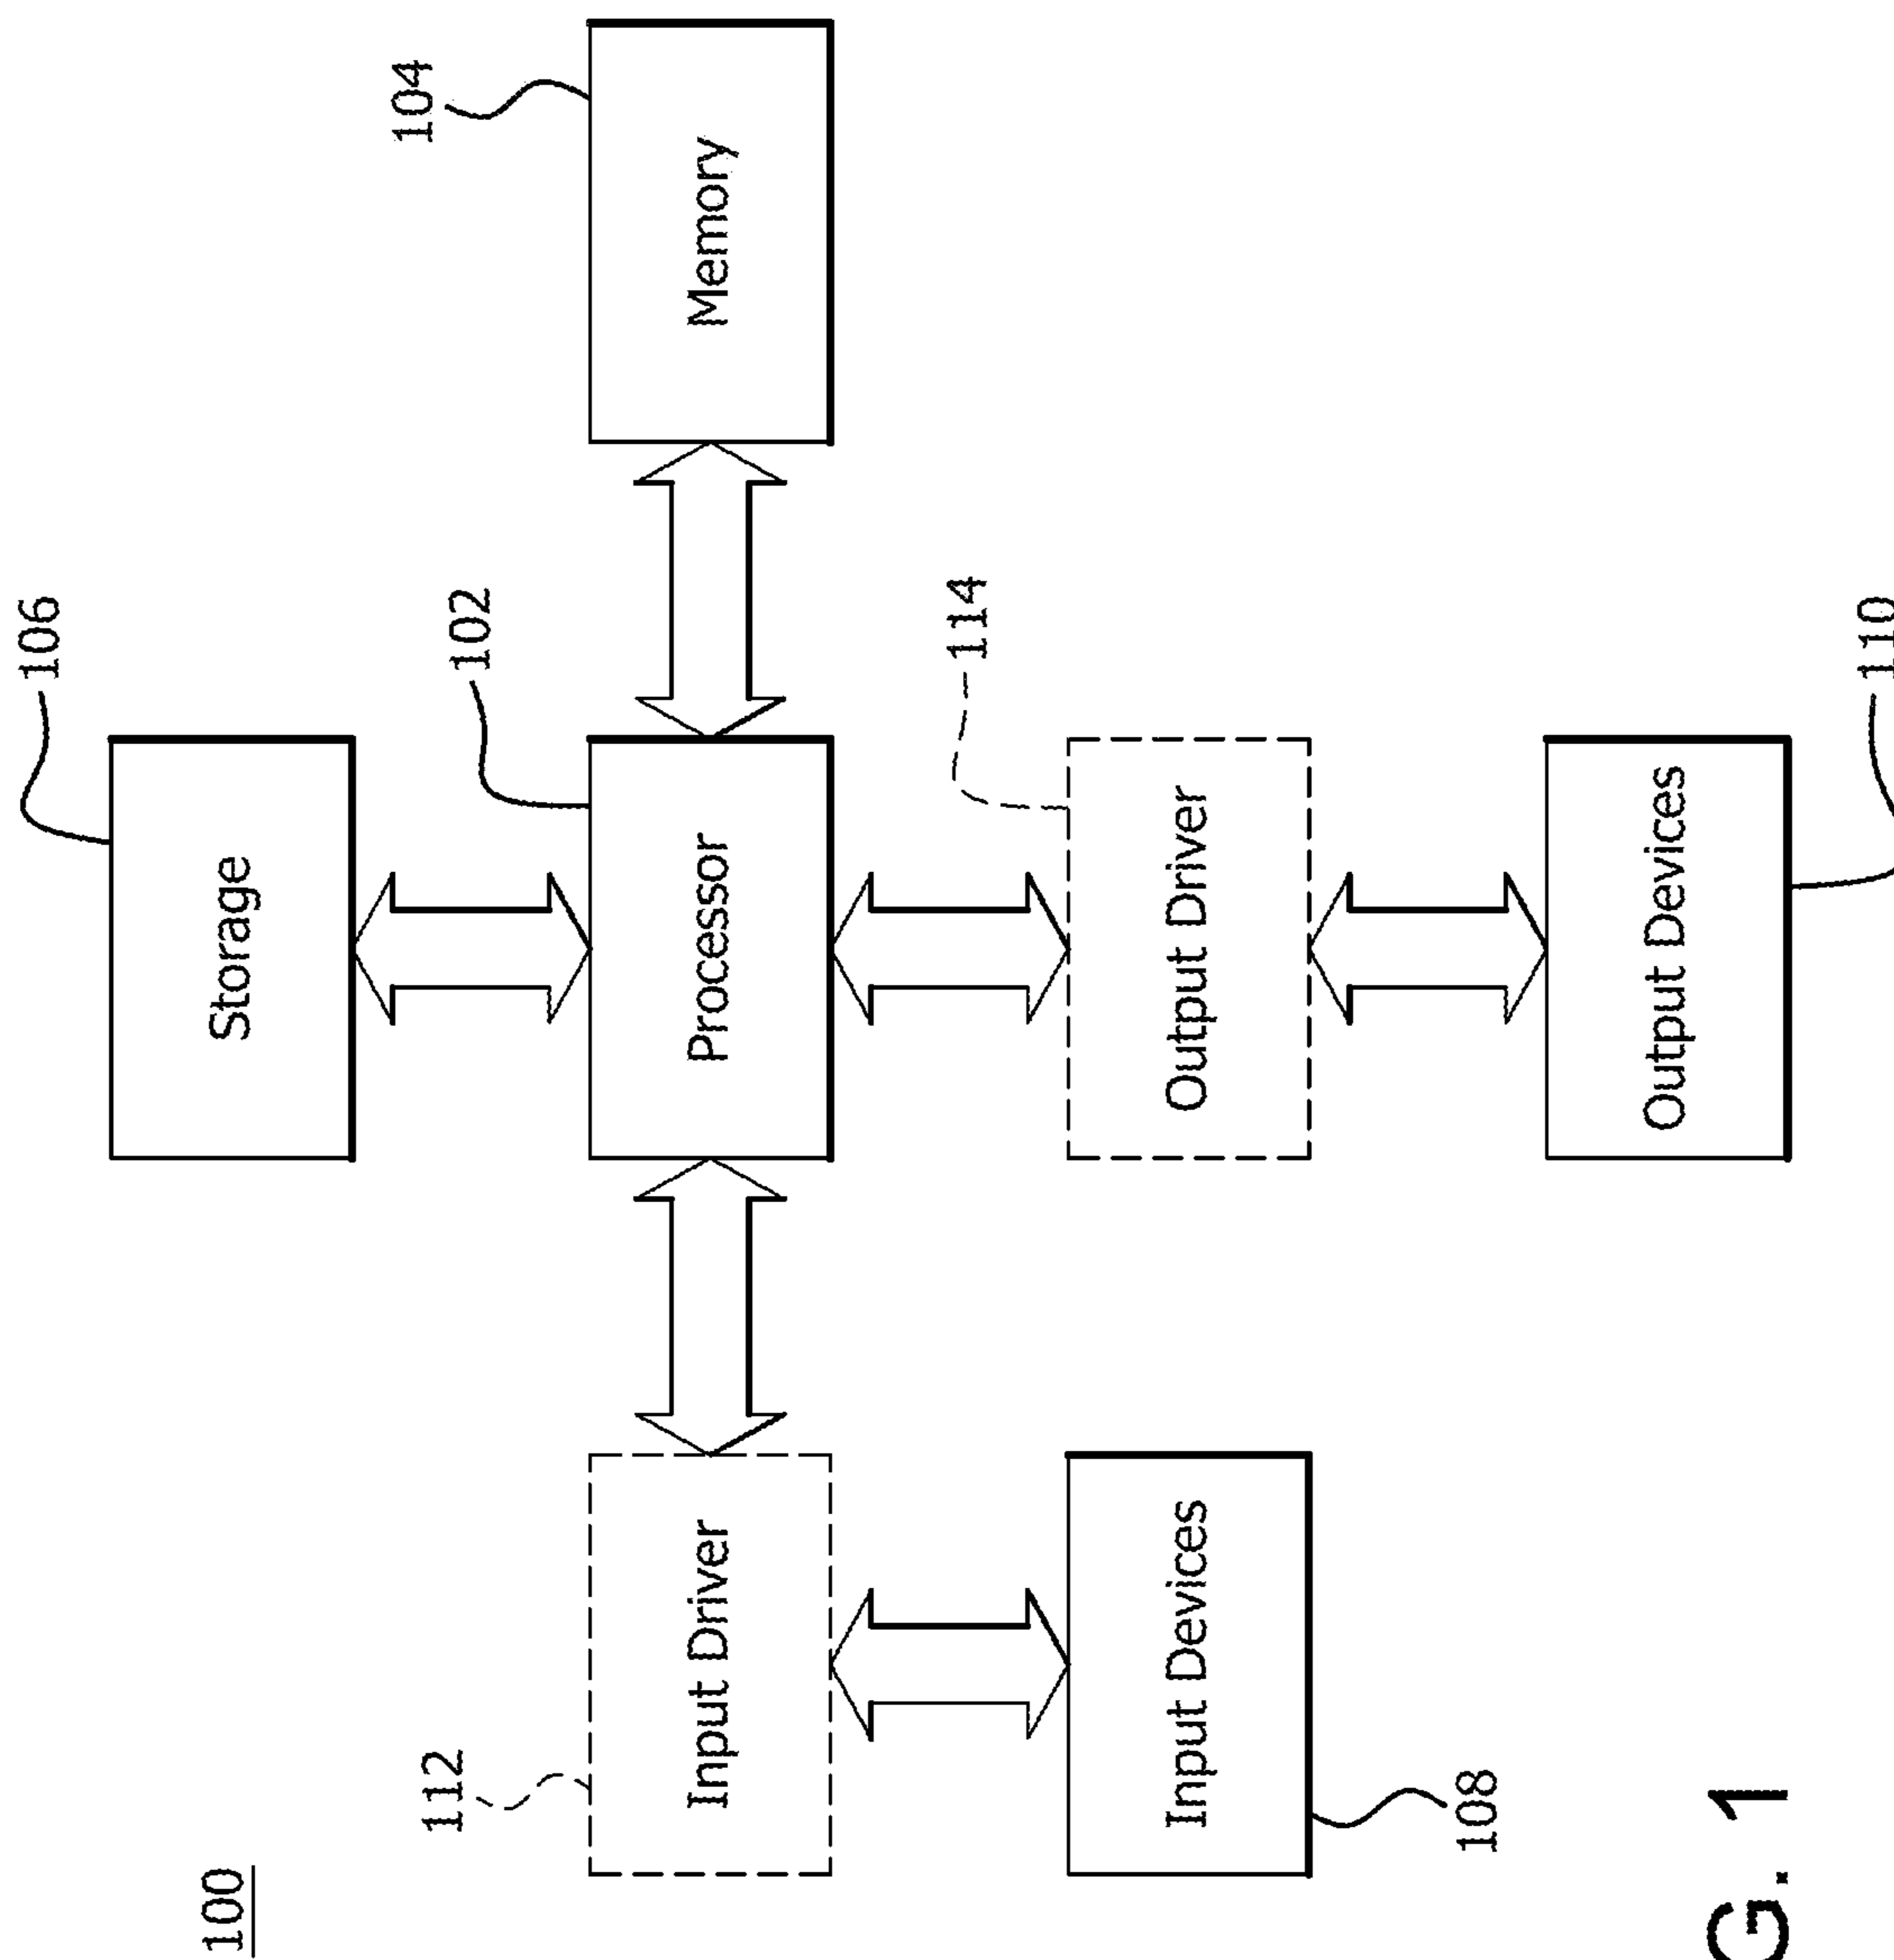 100
106
Storage
112
102
104
Input Driver
Processor
Memory
114
Input Devices
Output Driver
108
Output Devices
110
G. 1